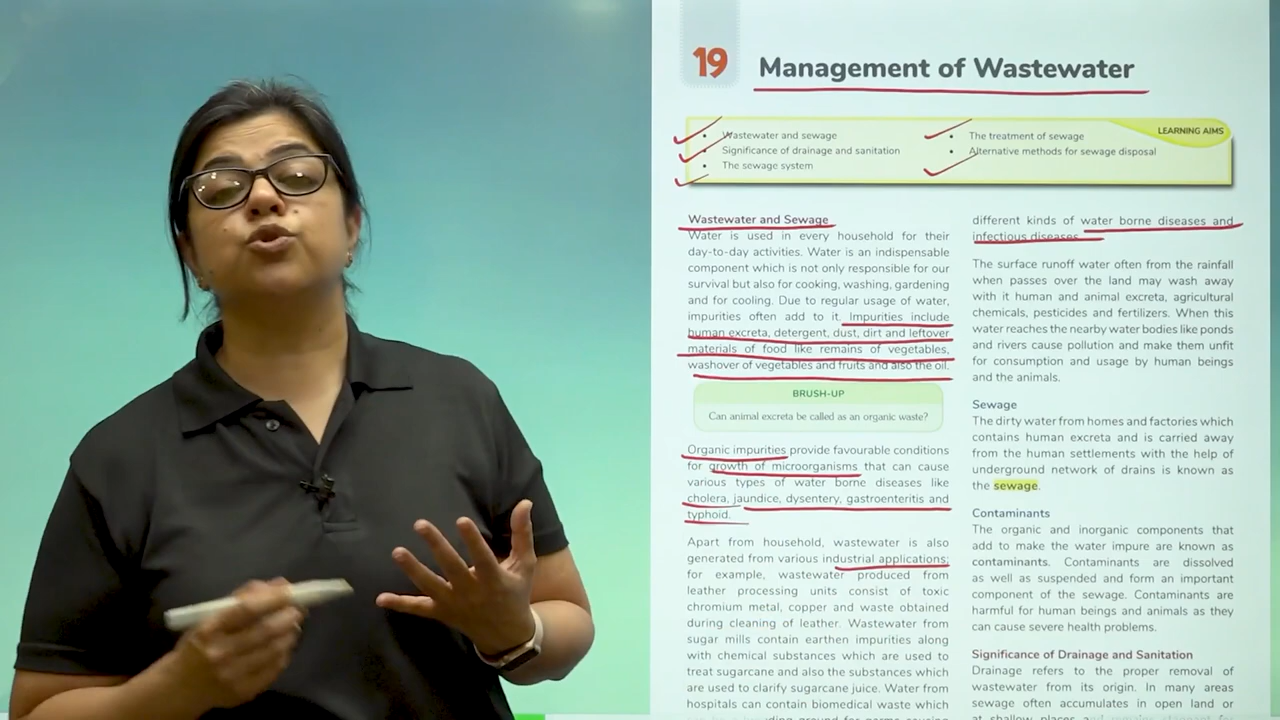 19
Management of Wastewater
LEARNING AIMS
• Wastewater and sewage
• Significance of drainage and sanitation
• The sewage system
• The treatment of sewage
• Alternative methods for sewage disposal
Wastewater and Sewage
Water is used in every household for their
day-to-day activities. Water is an indispensable
component which is not only responsible for our
survival but also for cooking, washing, gardening
and for cooling. Due to regular usage of water,
impurities often add to it. Impurities include
human excreta, detergent, dust, dirt and leftover
materials of food like remains of vegetables,
washover of vegetables and fruits and also the oil.
BRUSH-UP
Can animal excreta be called as an organic waste?
Organic impurities provide favourable conditions
for growth of microorganisms that can cause
various types of water borne diseases like
cholera, jaundice, dysentery, gastroenteritis and
typhoid.
Apart from household, wastewater is also
generated from various industrial applications;
for example, wastewater produced from
leather processing units consist of toxic
chromium metal, copper and waste obtained
during cleaning of leather. Wastewater from
sugar mills contain earthen impurities along
with chemical substances which are used to
treat sugarcane and also the substances which
are used to clarify sugarcane juice. Water from
hospitals can contain biomedical waste which
different kinds of water borne diseases and
infectious diseases.
The surface runoff water often from the rainfall
when passes over the land may wash away
with it human and animal excreta, agricultural
chemicals, pesticides and fertilizers. When this
water reaches the nearby water bodies like ponds
and rivers cause pollution and make them unfit
for consumption and usage by human beings
and the animals.
Sewage
The dirty water from homes and factories which
contains human excreta and is carried away
from the human settlements with the help of
underground network of drains is known as
the sewage.
Contaminants
The organic and inorganic components that
add to make the water impure are known as
contaminants. Contaminants are dissolved
as well as suspended and form an important
component of the sewage. Contaminants are
harmful for human beings and animals as they
can cause severe health problems.
Significance of Drainage and Sanitation
Drainage refers to the proper removal of
wastewater from its origin. In many areas
sewage often accumulates in open land or